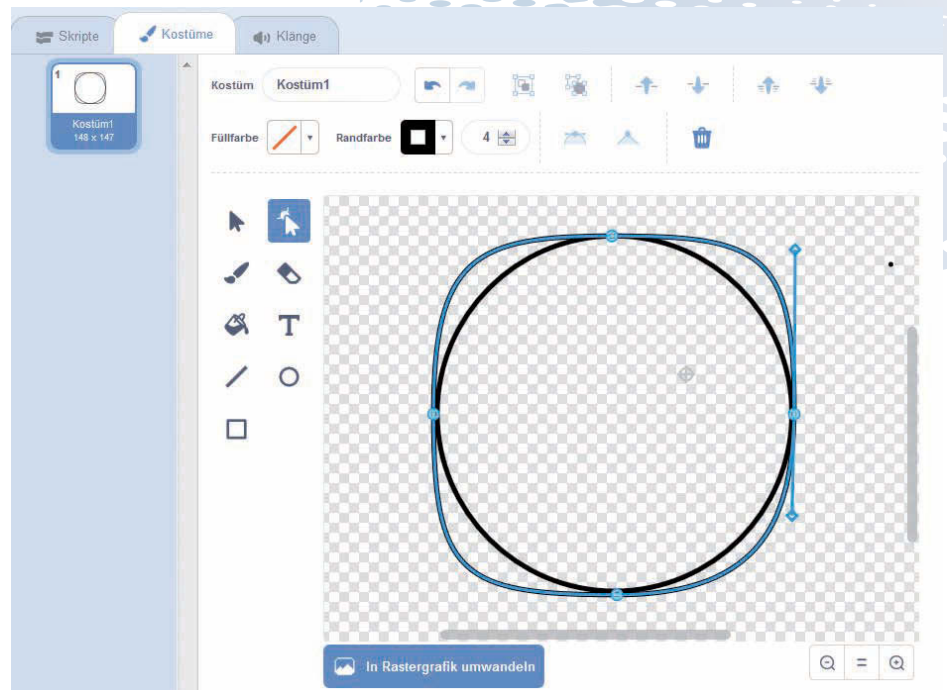 Skripte Kostüme Klänge
1
Kostüm1
148 x 147
Kostüm Kostüm1
Füllfarbe Randfarbe 4
T
In Rastergrafik umwandeln